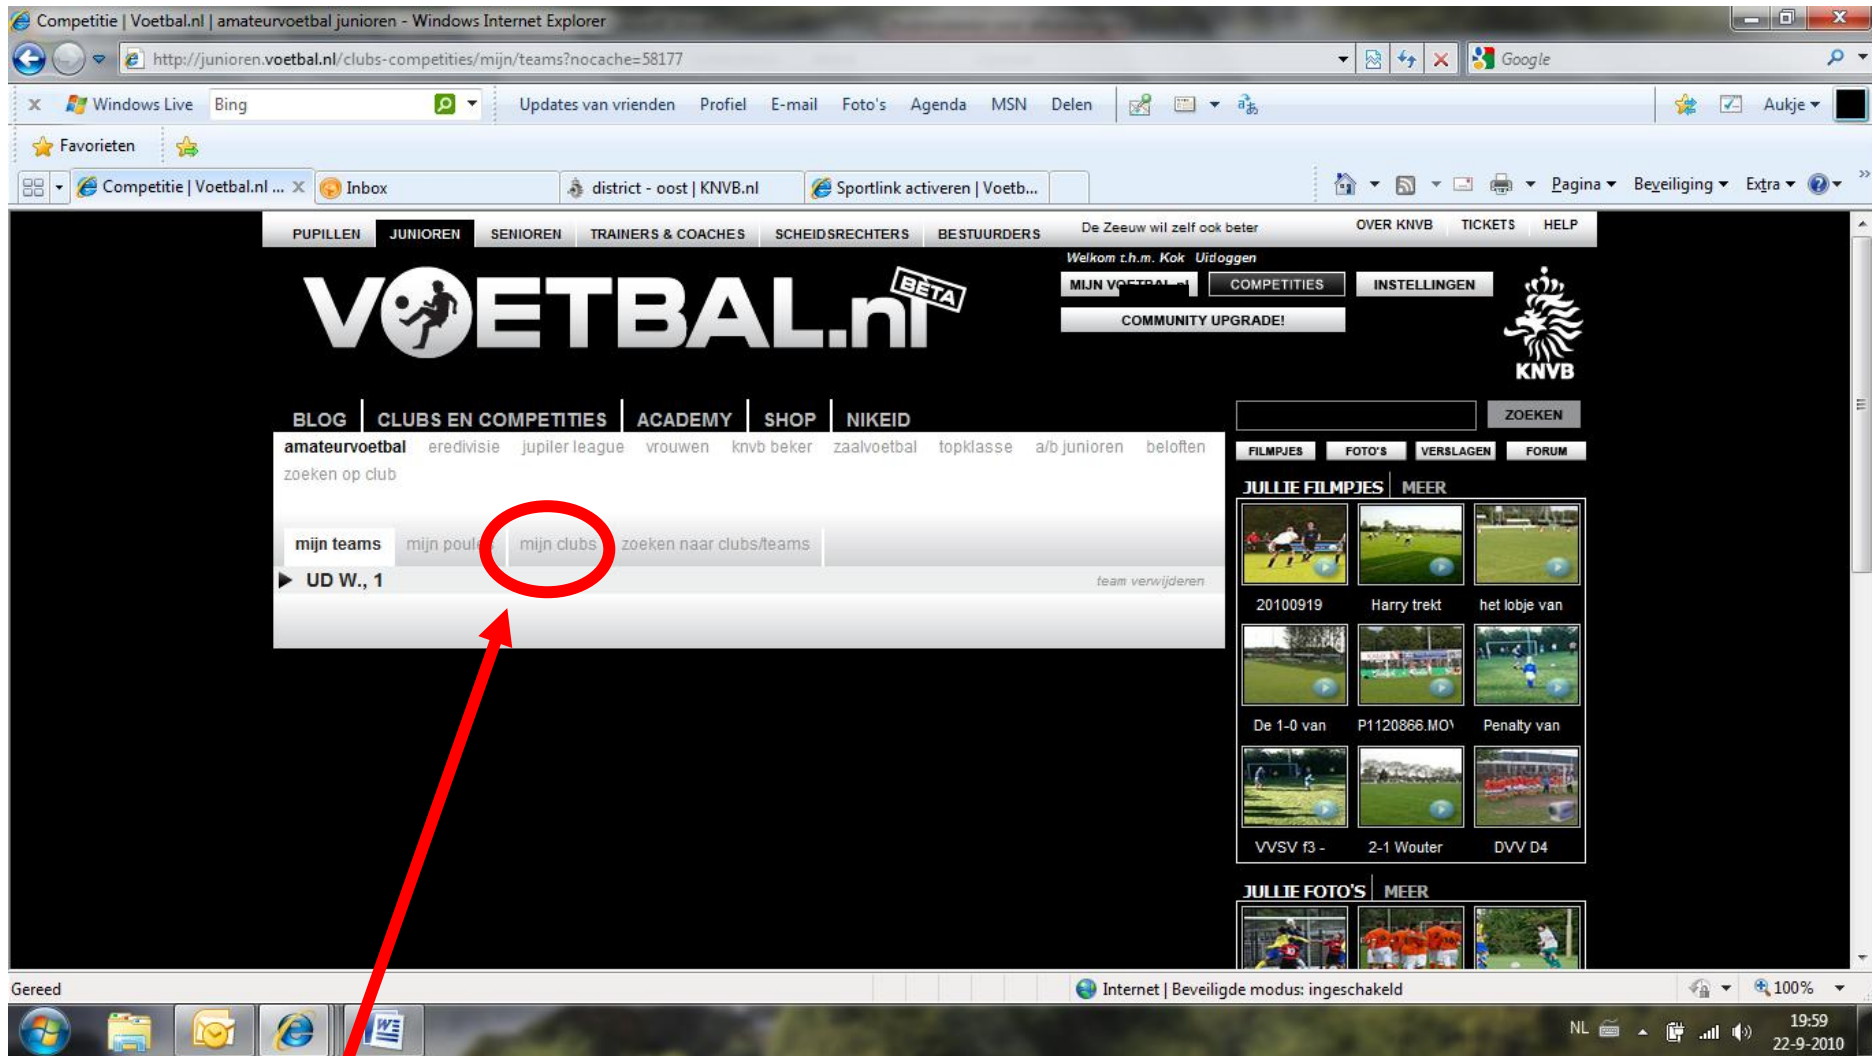 Competitie | Voetbal.nl | amateurvoetbal junioren - Windows Internet Explorer
http://junioren.voetbal.nl/clubs-competities/mijn/teams?nocache=58177
Google
x Windows Live Bing Updates van vrienden Profiel E-mail Foto's Agenda MSN Delen Aukje
Favorieten
Competitie | Voetbal.nl ... X Inbox district - oost | KNVB.nl Sportlink activeren | Voetb... Pagina Beveiliging Extra
PUPILLEN JUNIOREN SENIOREN TRAINERS & COACHES SCHEIDSRECHTERS BESTUURDERS De Zeeuw wil zelf ook beter OVER KNVB TICKETS HELP
Welkom t.h.m. Kok Uitloggen
MIJN COMPETITIES INSTELLINGEN
COMMUNITY UPGRADE!
VOETBAL.nl BÈTA
KNVB
BLOG CLUBS EN COMPETITIES ACADEMY SHOP NIKEID
ZOEKEN
amateurvoetbal eredivisie jupiler league vrouwen knvb beker zaalvoetbal topklasse a/b junioren beloften
zoeken op club
FILMPJES FOTO'S VERSLAGEN FORUM
JULLIE FILMPJES MEER
mijn teams mijn poules mijn clubs zoeken naar clubs/teams
UD W., 1 team verwijderen
20100919 Harry trekt het lobje van
De 1-0 van P1120866.MOV Penalty van
VVSV f3 - 2-1 Wouter DVV D4
JULLIE FOTO'S MEER
Gereed Internet | Beveiligde modus: ingeschakeld 100%
NL 19:59
22-9-2010